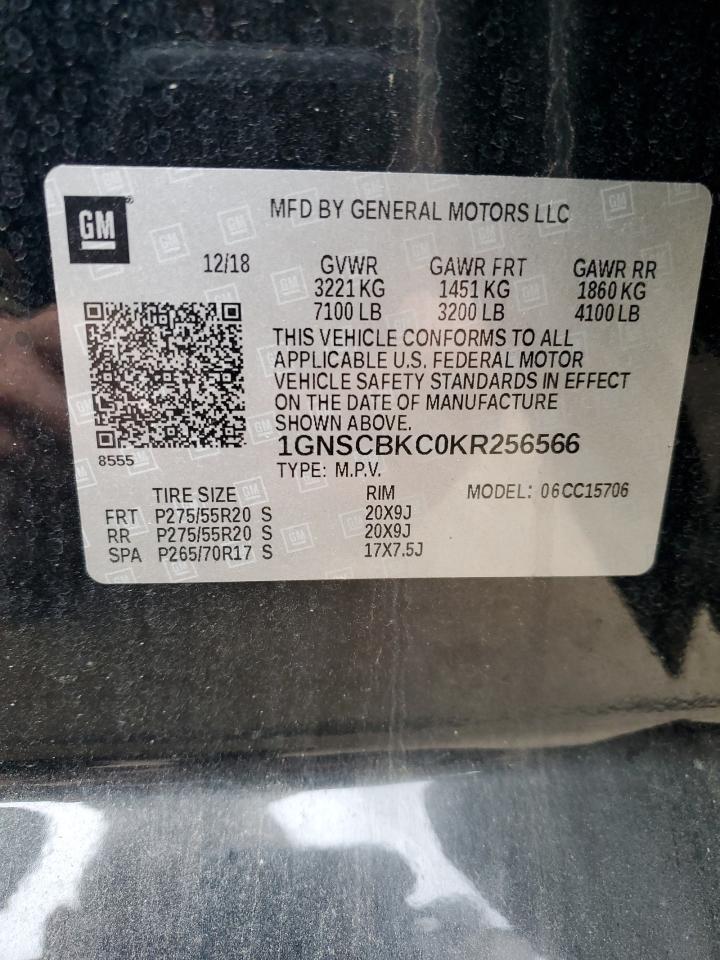 GM
MFD BY GENERAL MOTORS LLC
12/18 GVWR GAWR FRT GAWR RR
3221 KG 1451 KG 1860 KG
7100 LB 3200 LB 4100 LB
THIS VEHICLE CONFORMS TO ALL
APPLICABLE U.S. FEDERAL MOTOR
VEHICLE SAFETY STANDARDS IN EFFECT
ON THE DATE OF MANUFACTURE
SHOWN ABOVE.
8555
1GNSCBKC0KR256566
TYPE: M.P.V.
TIRE SIZE RIM MODEL: 06CC15706
FRT P275/55R20 S 20X9J
RR P275/55R20 S 20X9J
SPA P265/70R17 S 17X7.5J